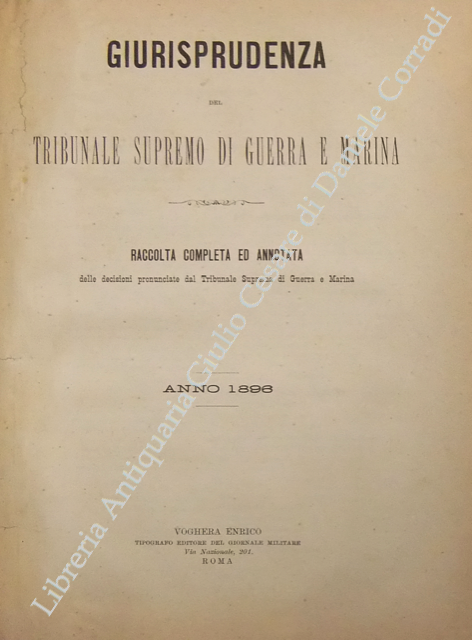 GIURISPRUDENZA
DEL
TRIBUNALE SUPREMO DI GUERRA E MARINA
RACCOLTA COMPLETA ED ANNOTATA
delle decisioni pronunciate dal Tribunale Supremo di Guerra e Marina
ANNO 1896
VOGHERA ENRICO
TIPOGRAFO EDITORE DEL GIORNALE MILITARE
Via Nazionale, 201.
ROMA
Libreria Antiquaria Giulio Cesare di Daniele Corradi